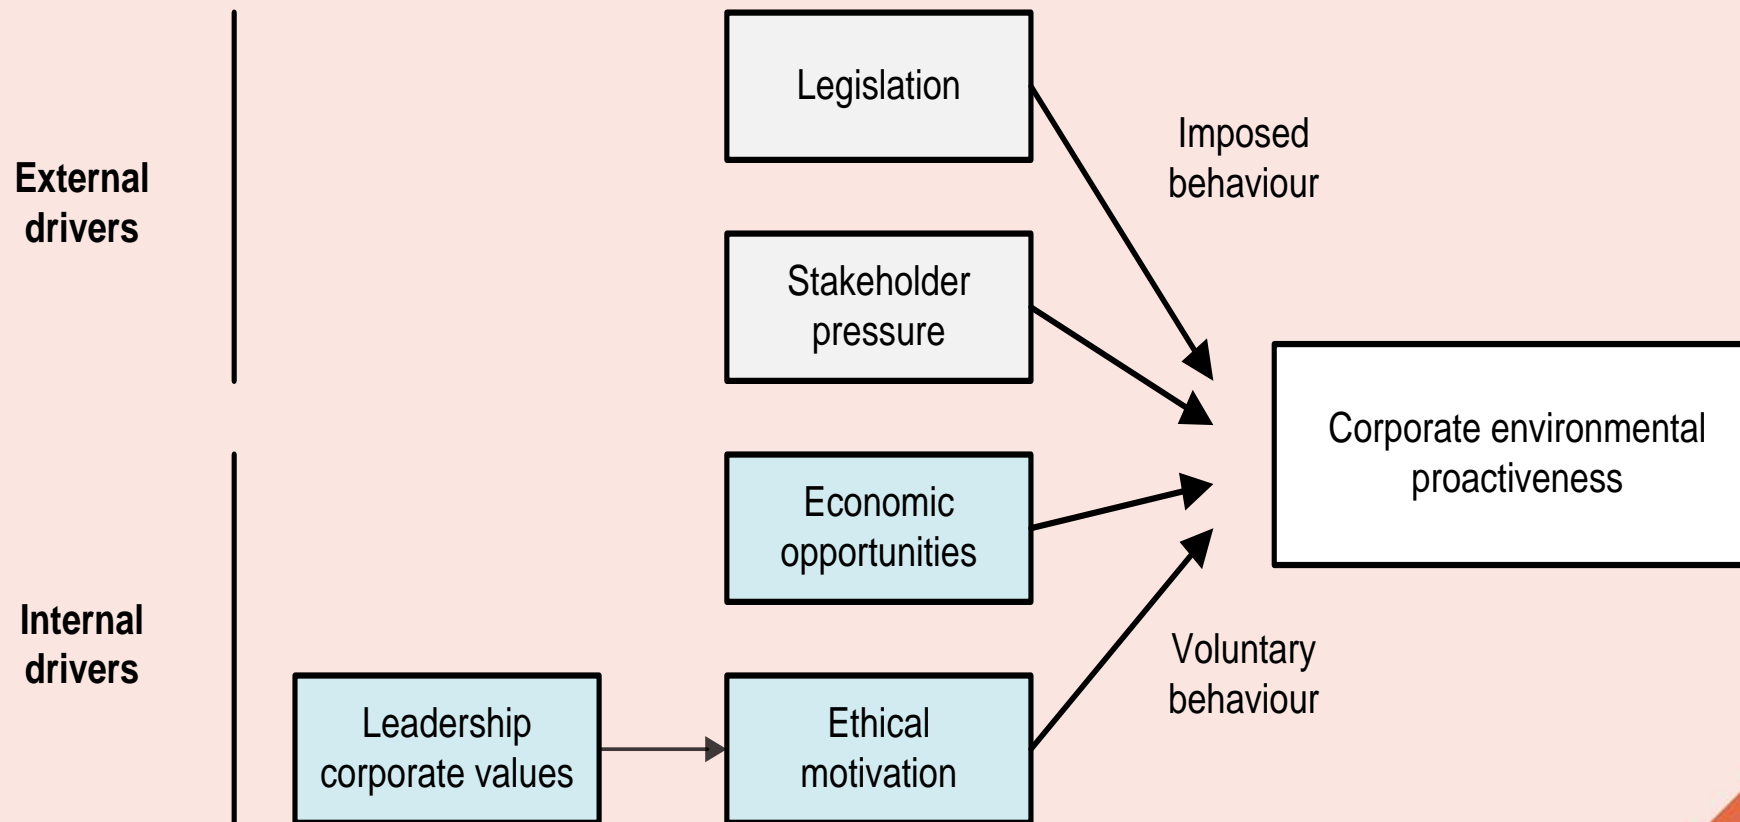 Legislation
Imposed
behaviour
External
drivers
Stakeholder
pressure
Corporate environmental
proactiveness
Economic
opportunities
Internal
drivers
Voluntary
behaviour
Leadership
corporate values
Ethical
motivation